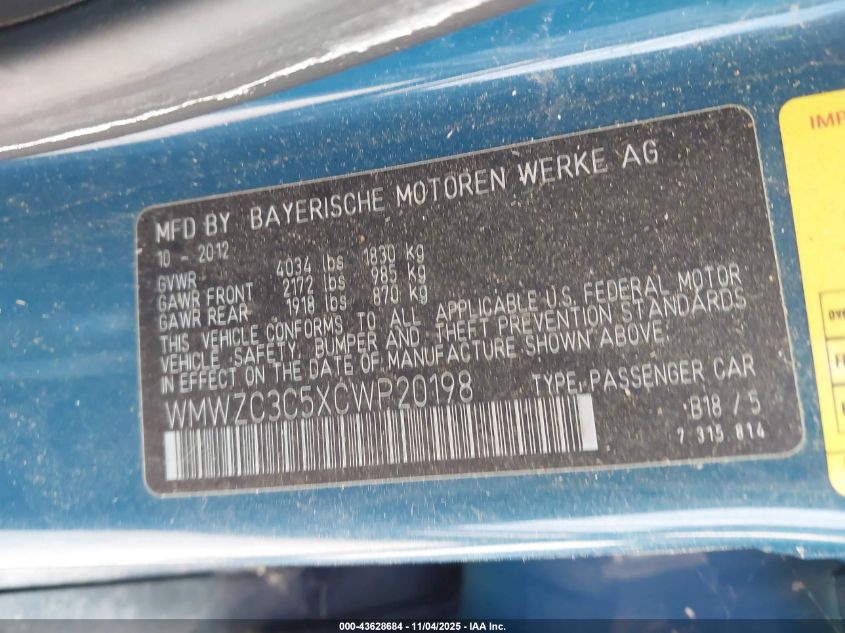 MFD BY BAYERISCHE MOTOREN WERKE AG
10 - 2012
GVWR 4034 lbs 1830 kg
GAWR FRONT 2172 lbs 985 kg
GAWR REAR 1918 lbs 870 kg
THIS VEHICLE CONFORMS TO ALL APPLICABLE U.S. FEDERAL MOTOR
VEHICLE SAFETY, BUMPER AND THEFT PREVENTION STANDARDS
IN EFFECT ON THE DATE OF MANUFACTURE SHOWN ABOVE.
WMWZC3C5XCWP20198 TYPE: PASSENGER CAR
B18 / 5
7 315 814
IMP
000-43628684 - 11/04/2025 - IAA Inc.